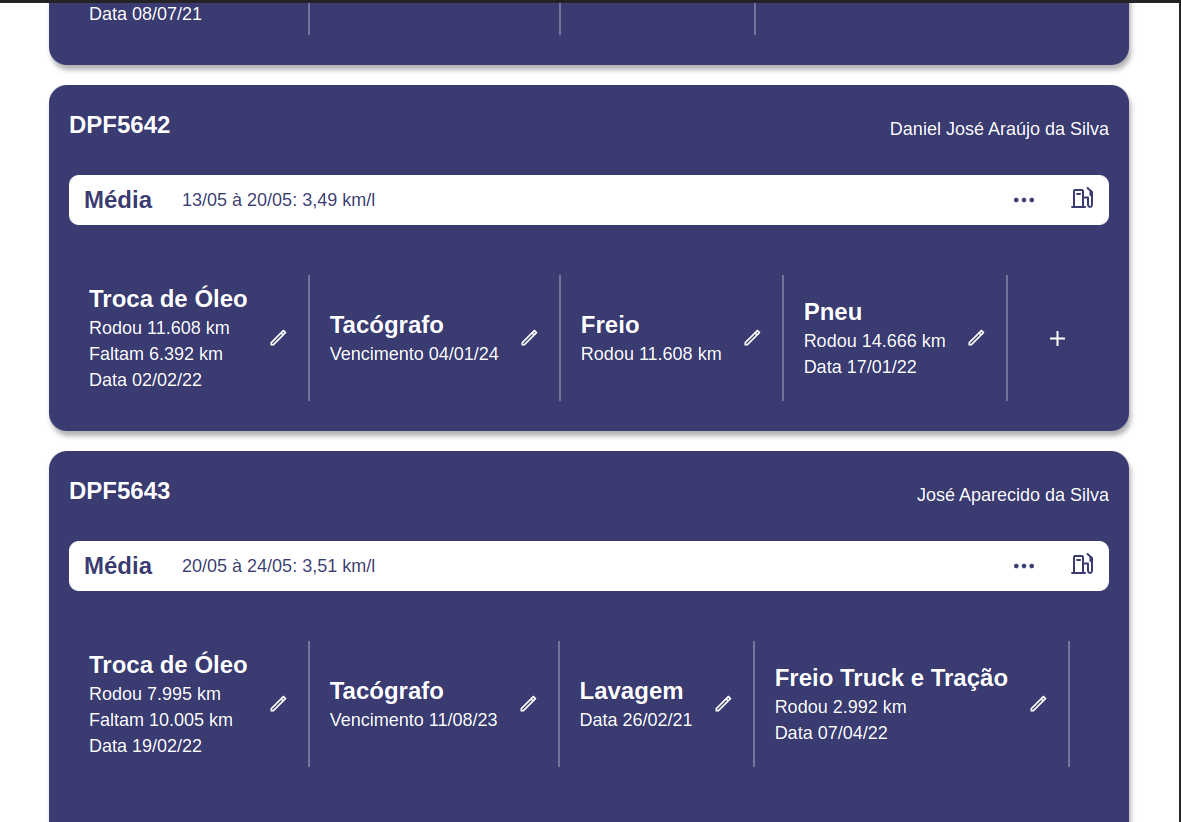 Data 08/07/21
DPF5642
Daniel José Araújo da Silva
Média
13/05 à 20/05: 3,49 km/l
Troca de Óleo
Rodou 11.608 km
Faltam 6.392 km
Data 02/02/22
Tacógrafo
Vencimento 04/01/24
Freio
Rodou 11.608 km
Pneu
Rodou 14.666 km
Data 17/01/22
DPF5643
José Aparecido da Silva
Média
20/05 à 24/05: 3,51 km/l
Troca de Óleo
Rodou 7.995 km
Faltam 10.005 km
Data 19/02/22
Tacógrafo
Vencimento 11/08/23
Lavagem
Data 26/02/21
Freio Truck e Tração
Rodou 2.992 km
Data 07/04/22